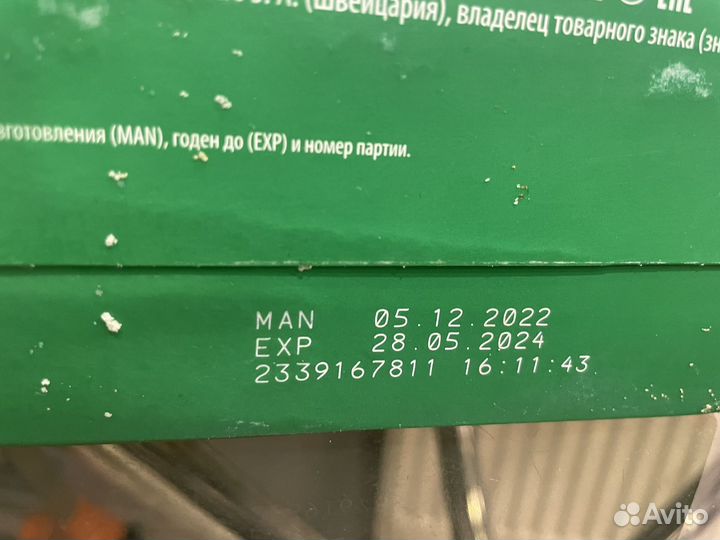 (Швейцария), владелец товарного знака
(MAN), годен до (EXP) и номер партии.
MAN 05.12.2022
EXP 28.05.2024
2339167811 16:11:43
Avito